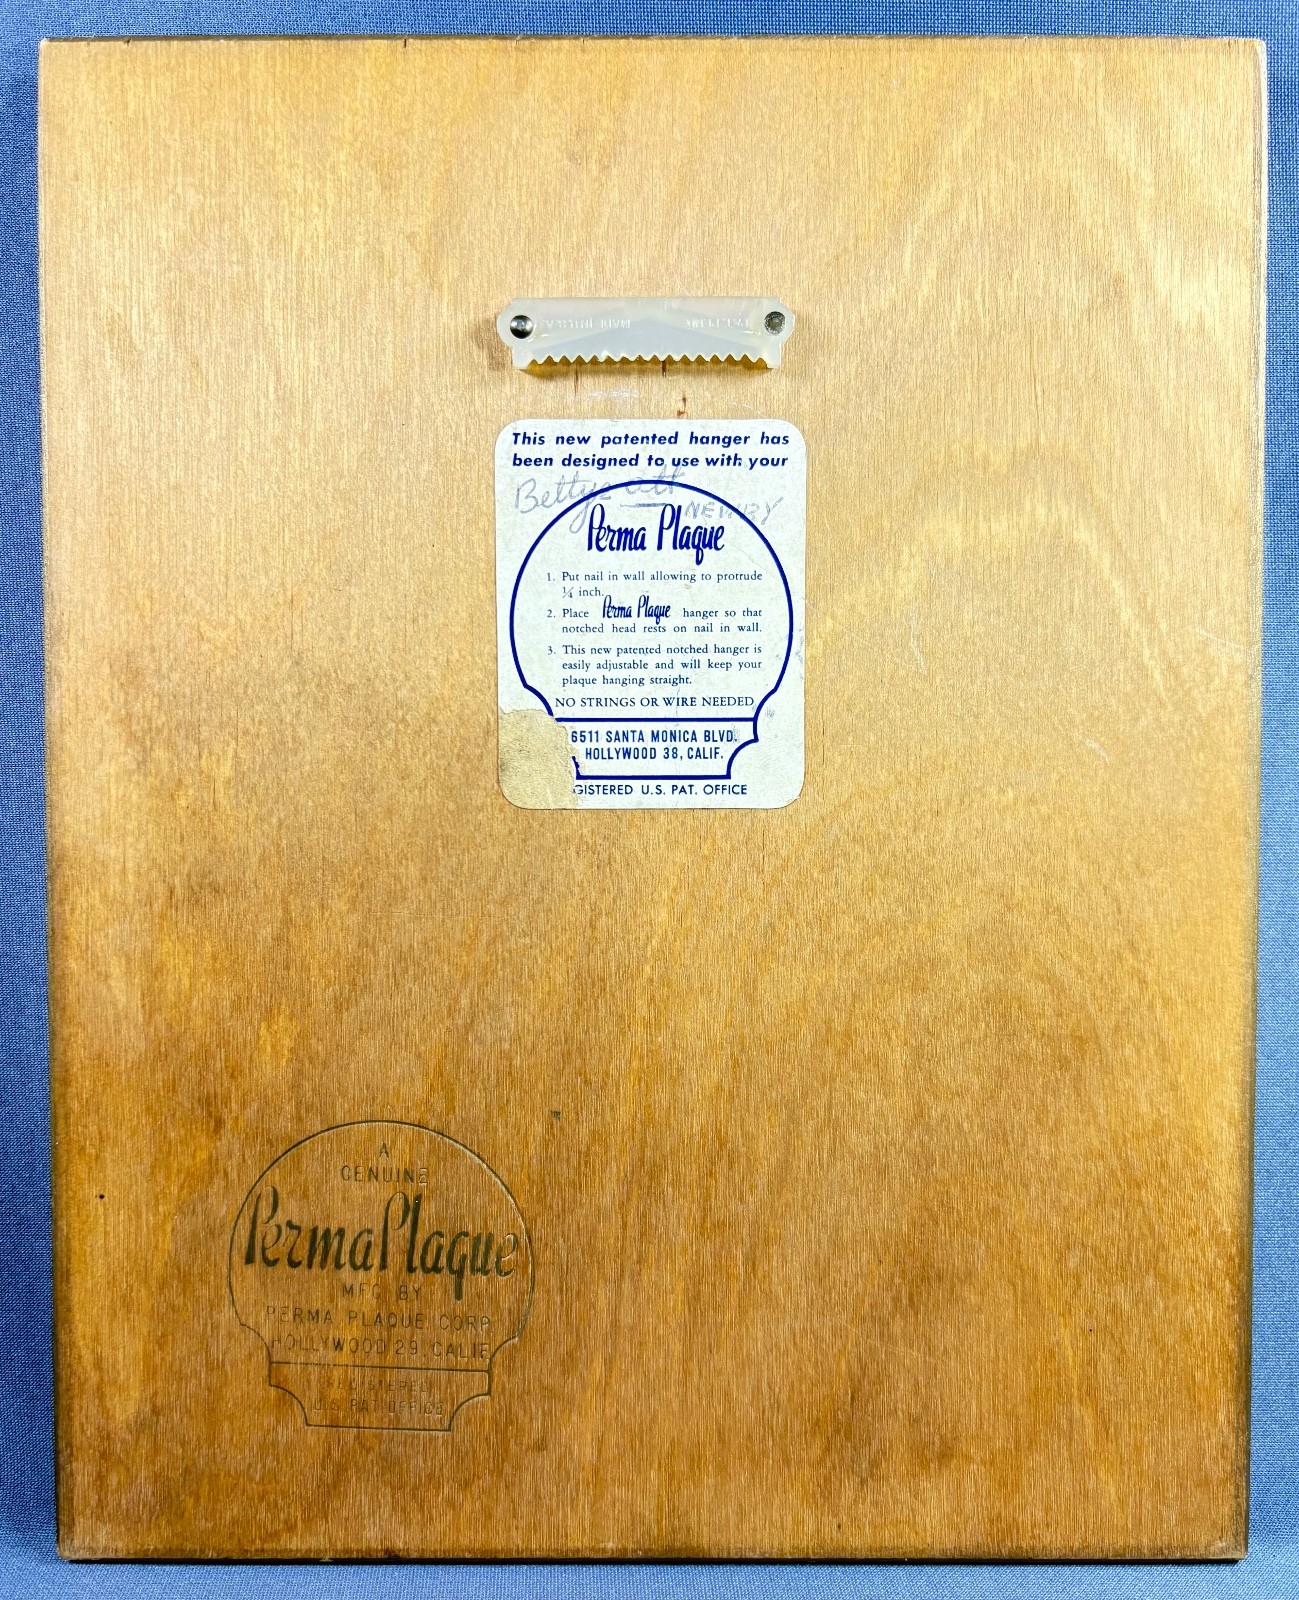 This new patented hanger has
been designed to use with your
NEWBY
Perma Plaque
1. Put nail in wall allowing to protrude
¼ inch.
2. Place Perma Plaque hanger so that
notched head rests on nail in wall.
3. This new patented notched hanger is
easily adjustable and will keep your
plaque hanging straight.
NO STRINGS OR WIRE NEEDED
6511 SANTA MONICA BLVD.
HOLLYWOOD 38, CALIF.
GISTERED U.S. PAT. OFFICE
A
GENUINE
PermaPlaque
MFG BY
PERMA PLAQUE CORP
HOLLYWOOD 29, CALIF
REGISTERED
U.S. PAT OFFICE